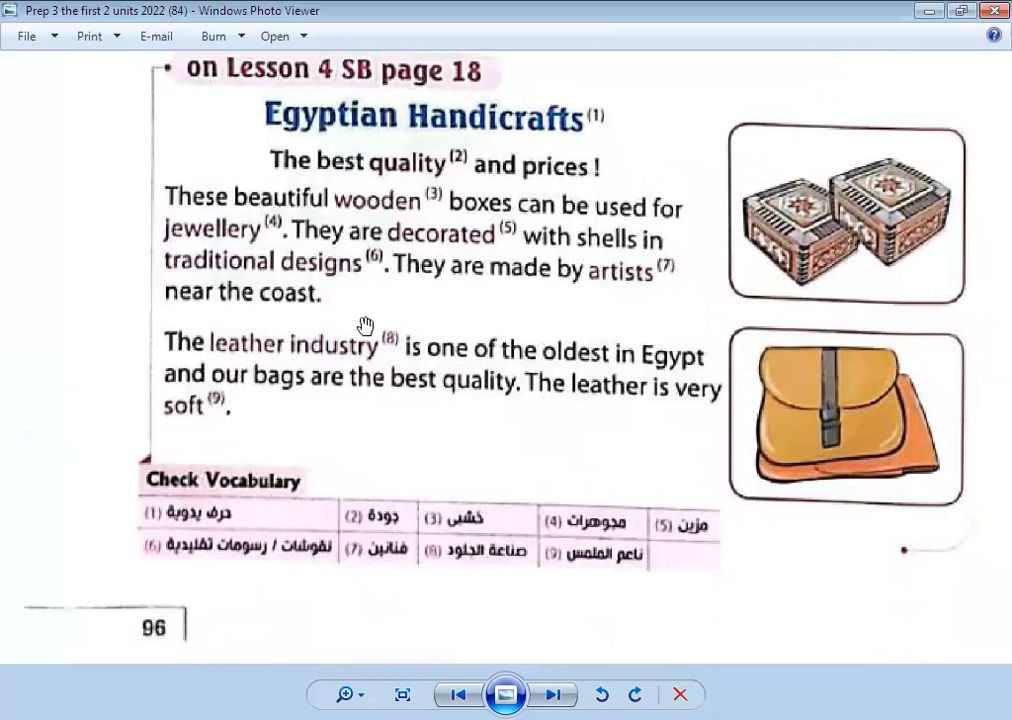 Prep 3 the first 2 units 2022 (84) - Windows Photo Viewer
File Print E-mail Burn Open
on Lesson 4 SB page 18
Egyptian Handicrafts (1)
The best quality (2) and prices !
These beautiful wooden (3) boxes can be used for
jewellery (4). They are decorated (5) with shells in
traditional designs (6). They are made by artists (7)
near the coast.
The leather industry (8) is one of the oldest in Egypt
and our bags are the best quality. The leather is very
soft (9).
Check Vocabulary
(1) حرف يدوية (2) جودة (3) خشبى (4) مجوهرات (5) مزين
(6) نقوشات / رسومات تقليدية (7) فنانين (8) صناعة الجلود (9) ناعم الملمس
96